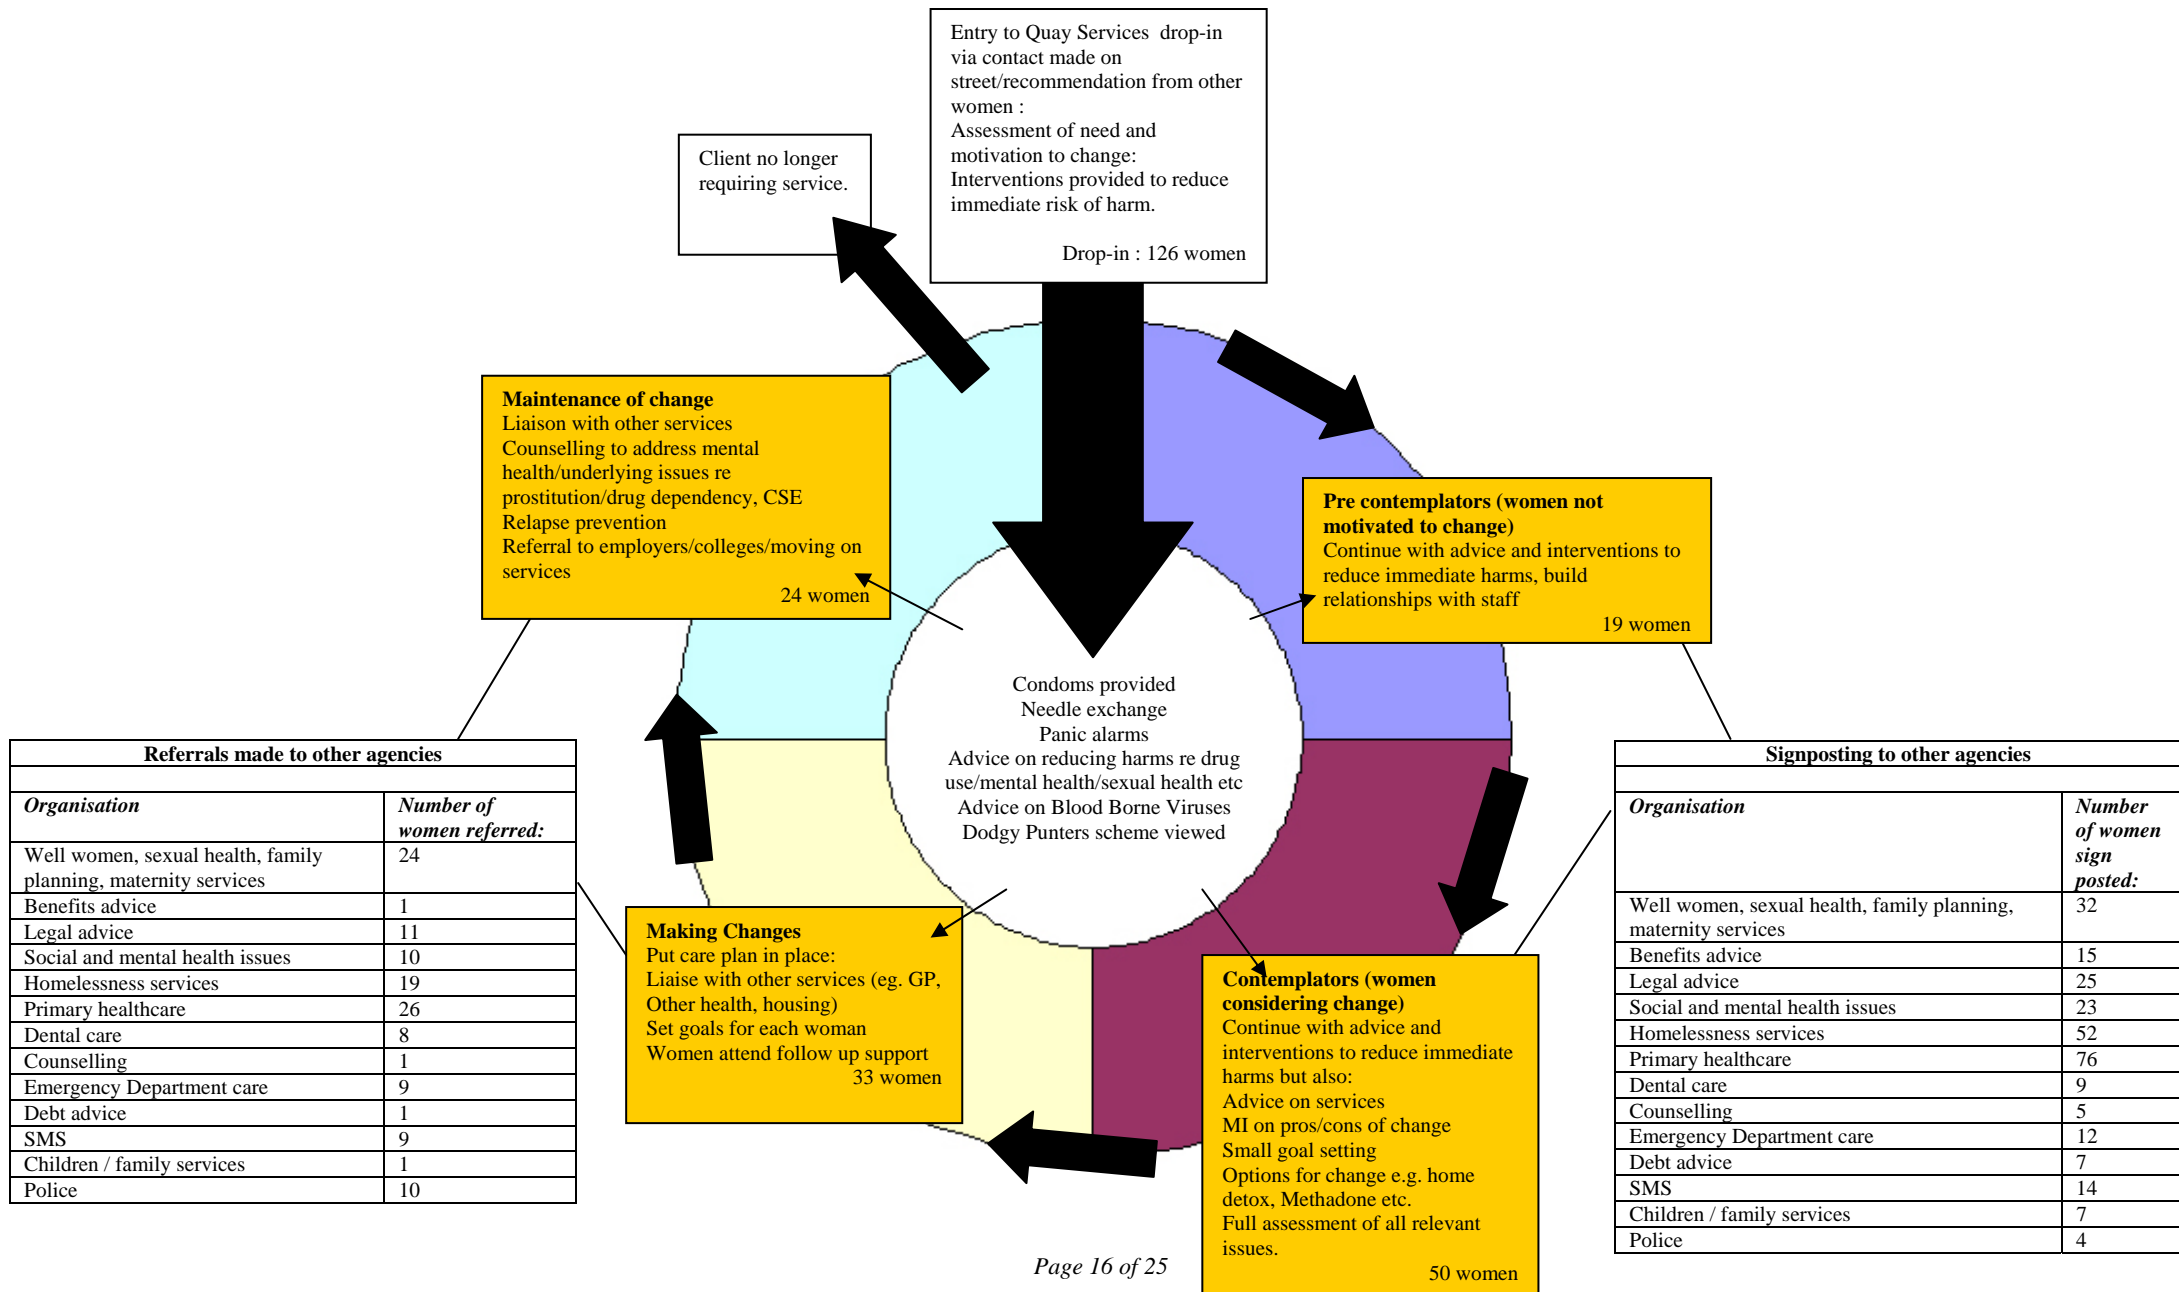 Entry to Quay Services  drop-in
via contact made on
street/recommendation from other
women :
Assessment of need and
motivation to change:
Interventions provided to reduce
immediate risk of harm.
Drop-in : 126 women
Client no longer
requiring service.
Maintenance of change
Liaison with other services
Counselling to address mental
health/underlying issues re
prostitution/drug dependency, CSE
Relapse prevention
Referral to employers/colleges/moving on
services
24 women
Pre contemplators (women not
motivated to change)
Continue with advice and interventions to
reduce immediate harms, build
relationships with staff
19 women
Condoms provided
Needle exchange
Panic alarms
Advice on reducing harms re drug
use/mental health/sexual health etc
Advice on Blood Borne Viruses
Dodgy Punters scheme viewed
Referrals made to other agencies
Organisation
Number of
women referred:
Well women, sexual health, family
planning, maternity services
24
Benefits advice 1
Legal advice 11
Social and mental health issues 10
Homelessness services 19
Primary healthcare 26
Dental care 8
Counselling 1
Emergency Department care 9
Debt advice 1
SMS 9
Children / family services 1
Police 10
Making Changes
Put care plan in place:
Liaise with other services (eg. GP,
Other health, housing)
Set goals for each woman
Women attend follow up support
33 women
Contemplators (women
considering change)
Continue with advice and
interventions to reduce immediate
harms but also:
Advice on services
MI on pros/cons of change
Small goal setting
Options for change e.g. home
detox, Methadone etc.
Full assessment of all relevant
issues.
50 women
Signposting to other agencies
Organisation
Number
of women
sign
posted:
Well women, sexual health, family planning,
maternity services
32
Benefits advice 15
Legal advice 25
Social and mental health issues 23
Homelessness services 52
Primary healthcare 76
Dental care 9
Counselling 5
Emergency Department care 12
Debt advice 7
SMS 14
Children / family services 7
Police 4
Page 16 of 25